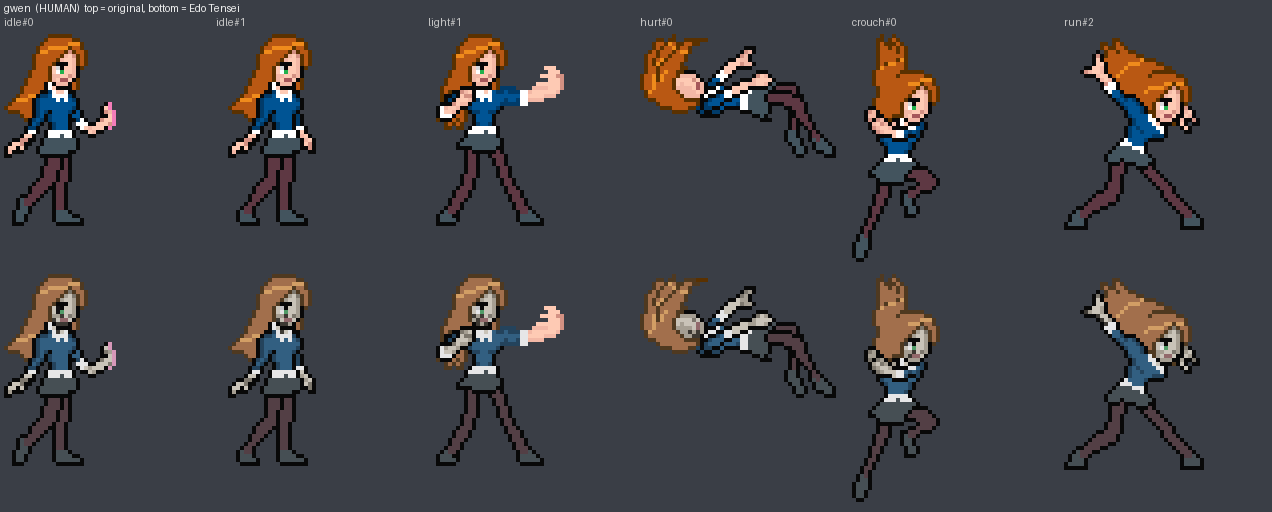 gwen (HUMAN) top = original, bottom = Edo Tensei
idle#0 idle#1 light#1 hurt#0 crouch#0 run#2